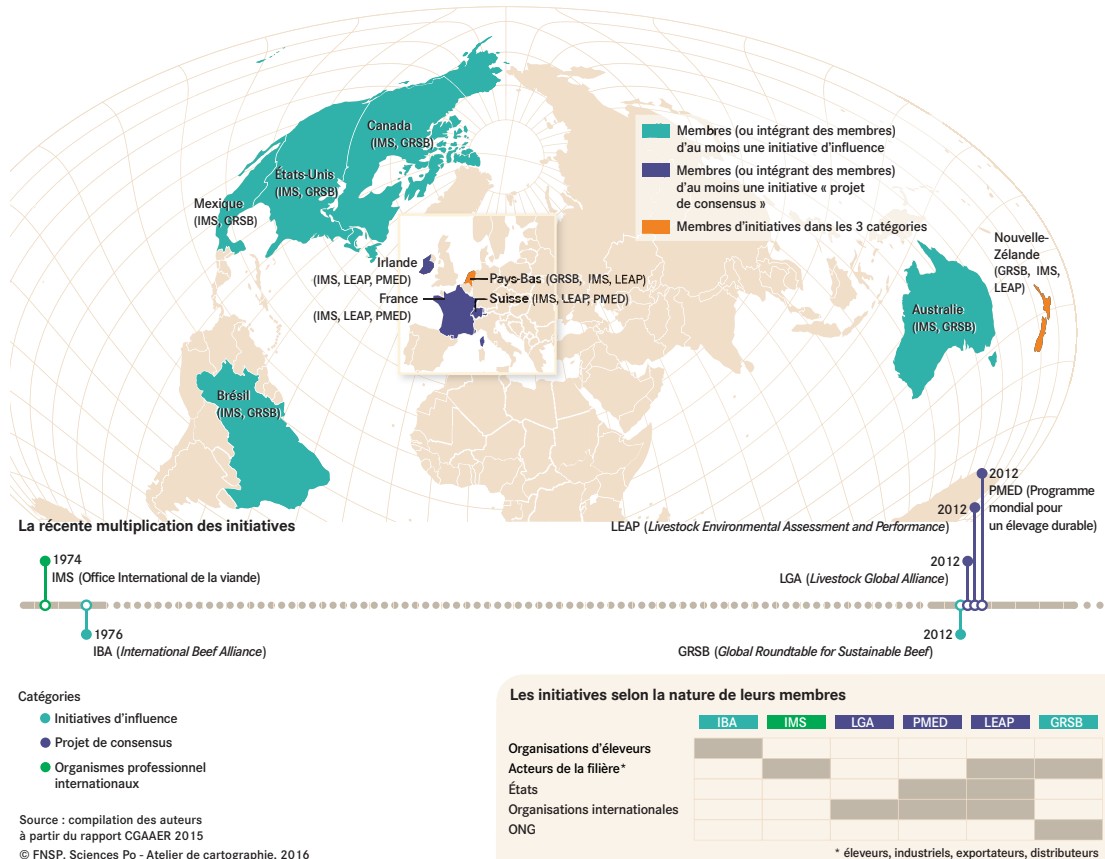 Canada
(IMS, GRSB)
États-Unis
(IMS, GRSB)
Mexique
(IMS, GRSB)
Membres (ou intégrant des membres)
d'au moins une initiative d'influence
Membres (ou intégrant des membres)
d'au moins une initiative « projet
de consensus »
Membres d'initiatives dans les 3 catégories
Irlande
(IMS, LEAP, PMED)
France
(IMS, LEAP, PMED)
Pays-Bas (GRSB, IMS, LEAP)
Suisse (IMS, LEAP, PMED)
Nouvelle-
Zélande
(GRSB, IMS,
LEAP)
Australie
(IMS, GRSB)
Brésil
(IMS, GRSB)
La récente multiplication des initiatives
1974
IMS (Office International de la viande)
1976
IBA (International Beef Alliance)
2012
PMED (Programme
mondial pour
un élevage durable)
2012
LEAP (Livestock Environmental Assessment and Performance)
2012
LGA (Livestock Global Alliance)
2012
GRSB (Global Roundtable for Sustainable Beef)
Catégories
Initiatives d'influence
Projet de consensus
Organismes professionnel
internationaux
Source : compilation des auteurs
à partir du rapport CGAAER 2015
© FNSP. Sciences Po - Atelier de cartographie, 2016
Les initiatives selon la nature de leurs membres
IBA IMS LGA PMED LEAP GRSB
Organisations d'éleveurs
Acteurs de la filière*
États
Organisations internationales
ONG
* éleveurs, industriels, exportateurs, distributeurs